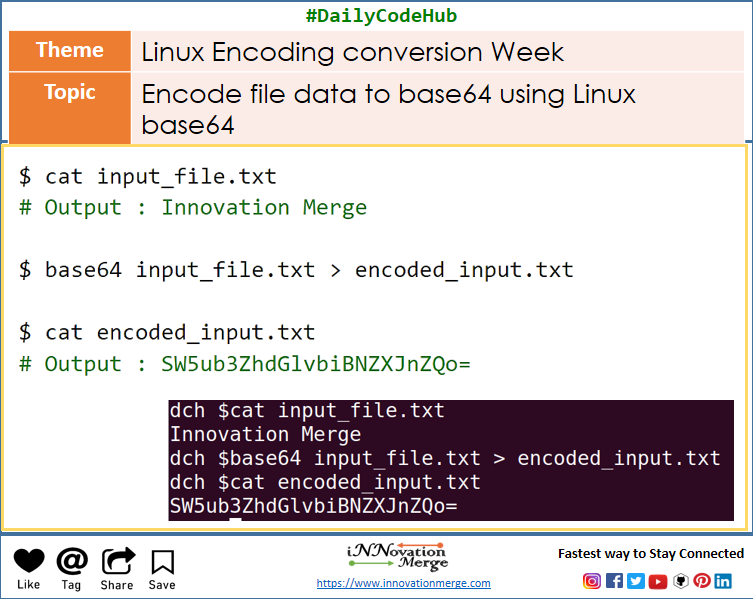 #DailyCodeHub
Theme
Linux Encoding conversion Week
Topic
Encode file data to base64 using Linux
base64
$ cat input_file.txt
# Output : Innovation Merge
$ base64 input_file.txt > encoded_input.txt
$ cat encoded_input.txt
# Output : SW5ub3ZhdGlvbiBNZXJnZQo=
dch $cat input_file.txt
Innovation Merge
dch $base64 input_file.txt > encoded_input.txt
dch $cat encoded_input.txt
SW5ub3ZhdGlvbiBNZXJnZQo=
Like
Tag
Share
Save
iNNovation
Merge
https://www.innovationmerge.com
Fastest way to Stay Connected